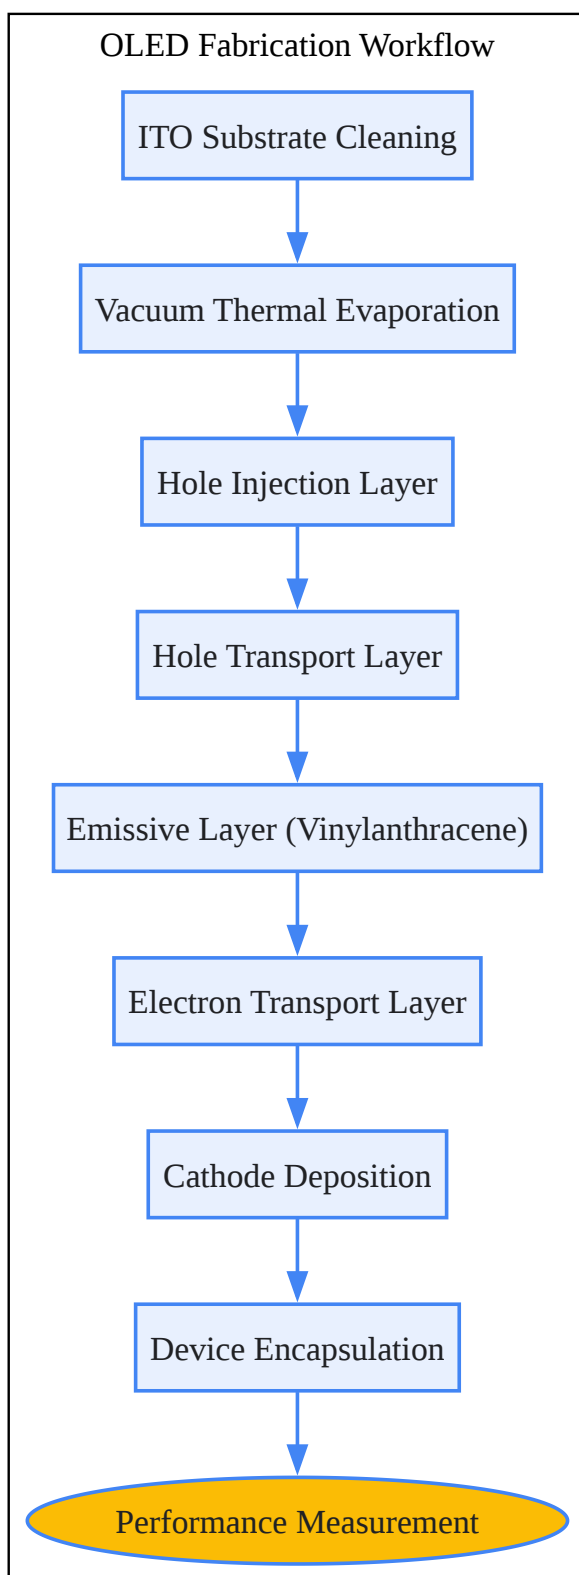 OLED Fabrication Workflow
ITO Substrate Cleaning
Vacuum Thermal Evaporation
Hole Injection Layer
Hole Transport Layer
Emissive Layer (Vinylanthracene)
Electron Transport Layer
Cathode Deposition
Device Encapsulation
Performance Measurement